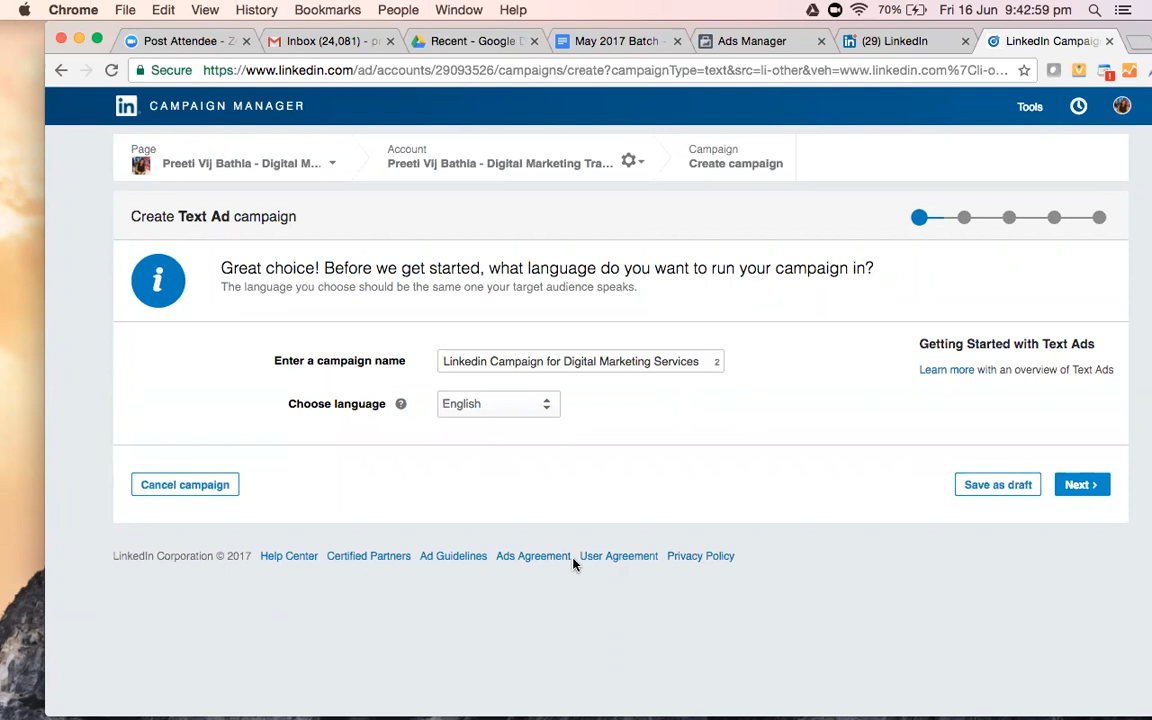 Chrome File Edit View History Bookmarks People Window Help 70% Fri 16 Jun 9:42:59 pm
Post Attendee - Z Inbox (24,081) - pr Recent - Google D May 2017 Batch - Ads Manager (29) LinkedIn LinkedIn Campaig
Secure https://www.linkedin.com/ad/accounts/29093526/campaigns/create?campaignType=text&src=li-other&veh=www.linkedin.com%7Cli-o...
in CAMPAIGN MANAGER Tools
Page Account Campaign
Preeti Vij Bathla - Digital M... Preeti Vij Bathla - Digital Marketing Tra... Create campaign
Create Text Ad campaign
Great choice! Before we get started, what language do you want to run your campaign in?
The language you choose should be the same one your target audience speaks.
Getting Started with Text Ads
Enter a campaign name Linkedin Campaign for Digital Marketing Services 2
Learn more with an overview of Text Ads
Choose language ? English
Cancel campaign Save as draft Next >
LinkedIn Corporation © 2017 Help Center Certified Partners Ad Guidelines Ads Agreement User Agreement Privacy Policy